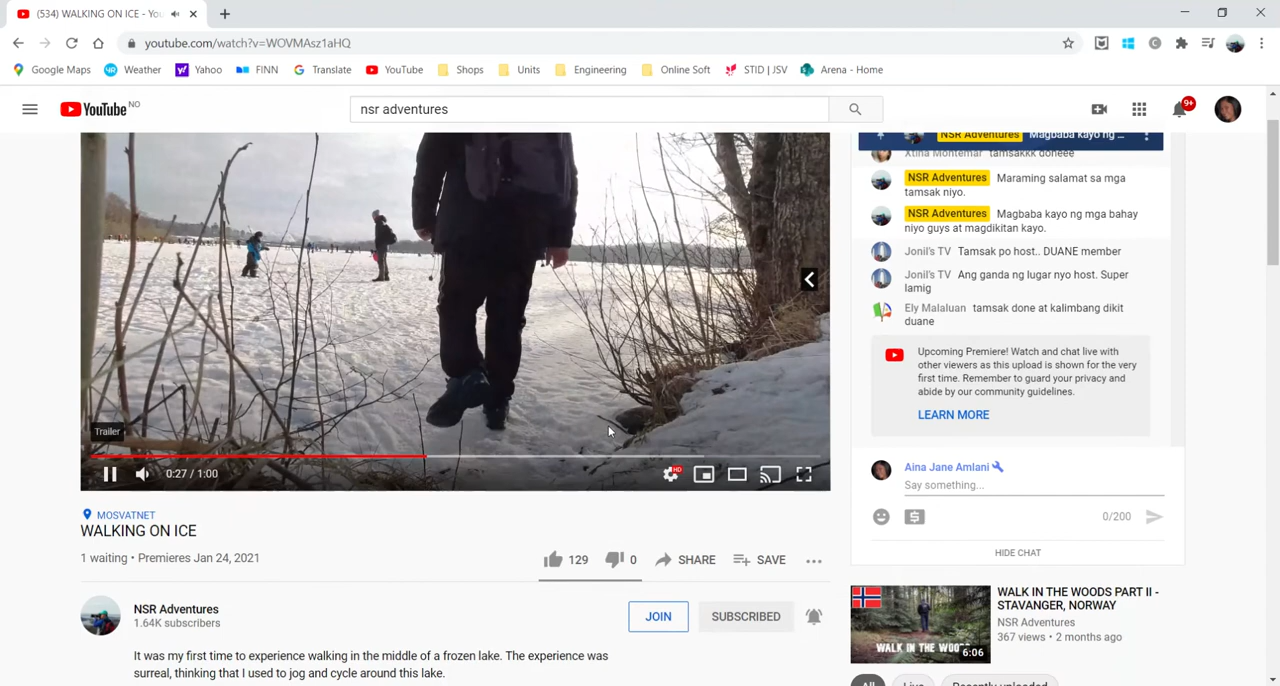 (534) WALKING ON ICE - You
youtube.com/watch?v=WOVMAsz1aHQ
Google Maps
Weather
Yahoo
FINN
Translate
YouTube
Shops
Units
Engineering
Online Soft
STID | JSV
Arena - Home
YouTube NO
nsr adventures
9+
NSR Adventures Magbaba kayo ng ...
Xtina Montemar tamsakkk doneee
NSR Adventures Maraming salamat sa mga
tamsak niyo.
NSR Adventures Magbaba kayo ng mga bahay
niyo guys at magdikitan kayo.
Jonil's TV Tamsak po host.. DUANE member
Jonil's TV Ang ganda ng lugar nyo host. Super
lamig
Ely Malaluan tamsak done at kalimbang dikit
duane
Upcoming Premiere! Watch and chat live with
other viewers as this upload is shown for the very
first time. Remember to guard your privacy and
abide by our community guidelines.
LEARN MORE
Aina Jane Amlani
Say something...
0/200
HIDE CHAT
Trailer
0:27 / 1:00
HD
MOSVATNET
WALKING ON ICE
1 waiting • Premieres Jan 24, 2021
129
0
SHARE
SAVE
NSR Adventures
1.64K subscribers
JOIN
SUBSCRIBED
It was my first time to experience walking in the middle of a frozen lake. The experience was
surreal, thinking that I used to jog and cycle around this lake.
WALK IN THE WOODS PART II -
STAVANGER, NORWAY
NSR Adventures
367 views • 2 months ago
WALK IN THE WOO
6:06
All
Live
Recently uploaded